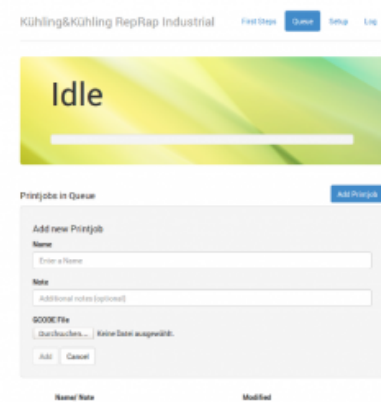 Kühling&Kühling RepRap Industrial First Steps Queue Setup Log
Idle
Printjobs in Queue Add Printjob
Add new Printjob
Name
Enter a Name
Note
Additional notes (optional)
GCODE File
Durchsuchen... Keine Datei ausgewählt.
Add Cancel
Name/ Note Modified